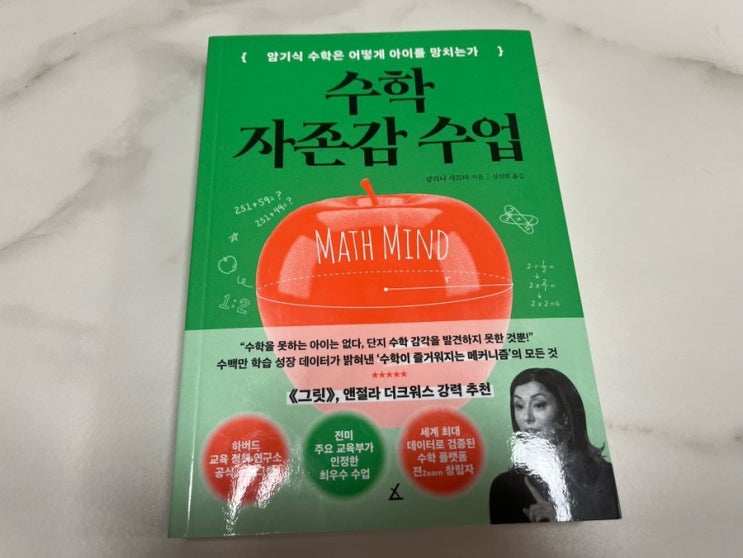 { 암기식 수학은 어떻게 아이를 망치는가 }
수학
자존감 수업
샬리니 샤르마 지음 | 심선희 옮김
251+59=?
251+99=?
MATH MIND
r
1:2
2÷½=
2×2/1=
2×2=4
“수학을 못하는 아이는 없다, 단지 수학 감각을 발견하지 못한 것뿐!”
수백만 학습 성장 데이터가 밝혀낸 ‘수학이 즐거워지는 메커니즘’의 모든 것
★★★★★
《그릿》, 앤절라 더크워스 강력 추천
하버드
교육 정책 연구소
공식
전미
주요 교육부가
인정한
최우수 수업
세계 최대
데이터로 검증된
수학 플랫폼
전Zearn 창립자